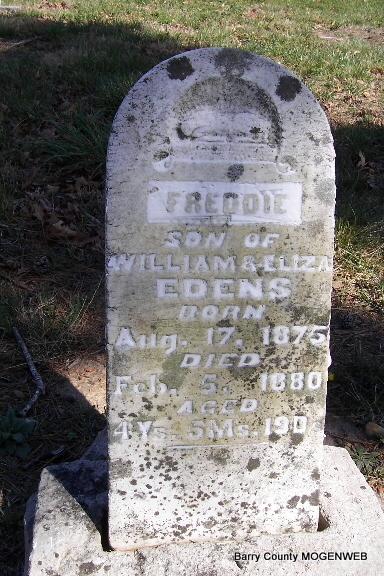 FREDDIE
SON OF
WILLIAM & ELIZA
EDENS
BORN
Aug. 17, 1875
DIED
Feb. 5, 1880
AGED
4Ys. 5Ms. 19Ds
Barry County MOGENWEB